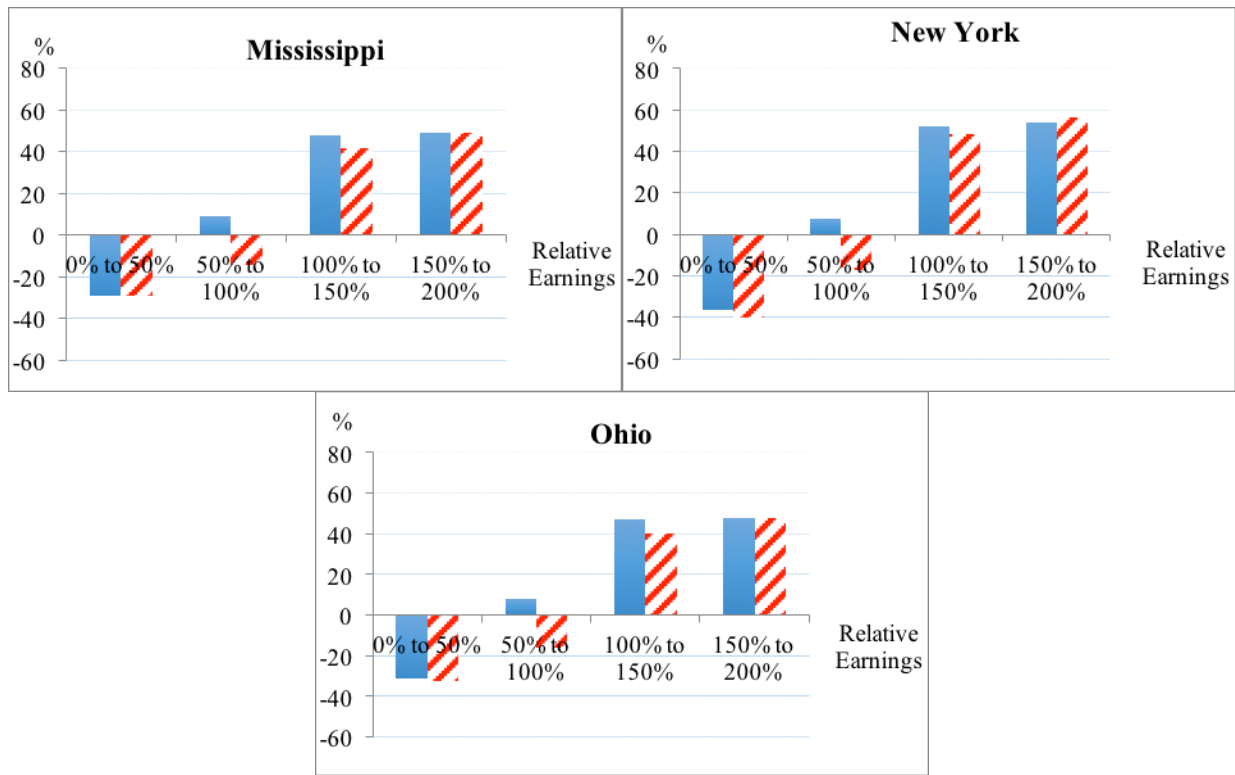 Mississippi
%
80
60
40
20
0
-20
-40
-60
0% to 50%
50% to
100%
100% to
150%
150% to
200%
Relative
Earnings
New York
%
80
60
40
20
0
-20
-40
-60
0% to 50%
50% to
100%
100% to
150%
150% to
200%
Relative
Earnings
Ohio
%
80
60
40
20
0
-20
-40
-60
0% to 50%
50% to
100%
100% to
150%
150% to
200%
Relative
Earnings